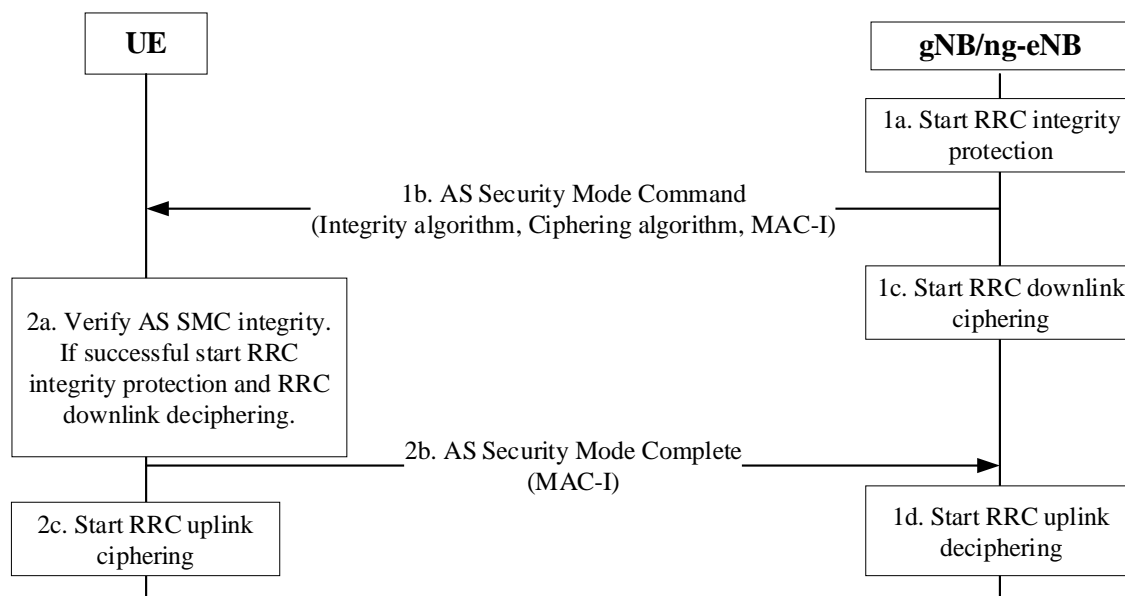 UE
gNB/ng-eNB
1a. Start RRC integrity
protection
1b. AS Security Mode Command
(Integrity algorithm, Ciphering algorithm, MAC-I)
1c. Start RRC downlink
ciphering
2a. Verify AS SMC integrity.
If successful start RRC
integrity protection and RRC
downlink deciphering.
2b. AS Security Mode Complete
(MAC-I)
2c. Start RRC uplink
ciphering
1d. Start RRC uplink
deciphering